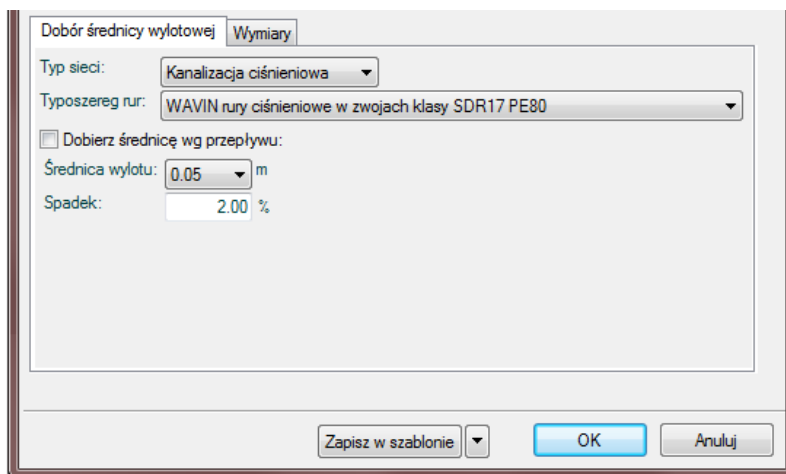 Dobór średnicy wylotowej Wymiary
Typ sieci: Kanalizacja ciśnieniowa
Typoszereg rur: WAVIN rury ciśnieniowe w zwojach klasy SDR17 PE80
Dobierz średnicę wg przepływu:
Średnica wylotu: 0.05 m
Spadek: 2.00 %
Zapisz w szablonie OK Anuluj